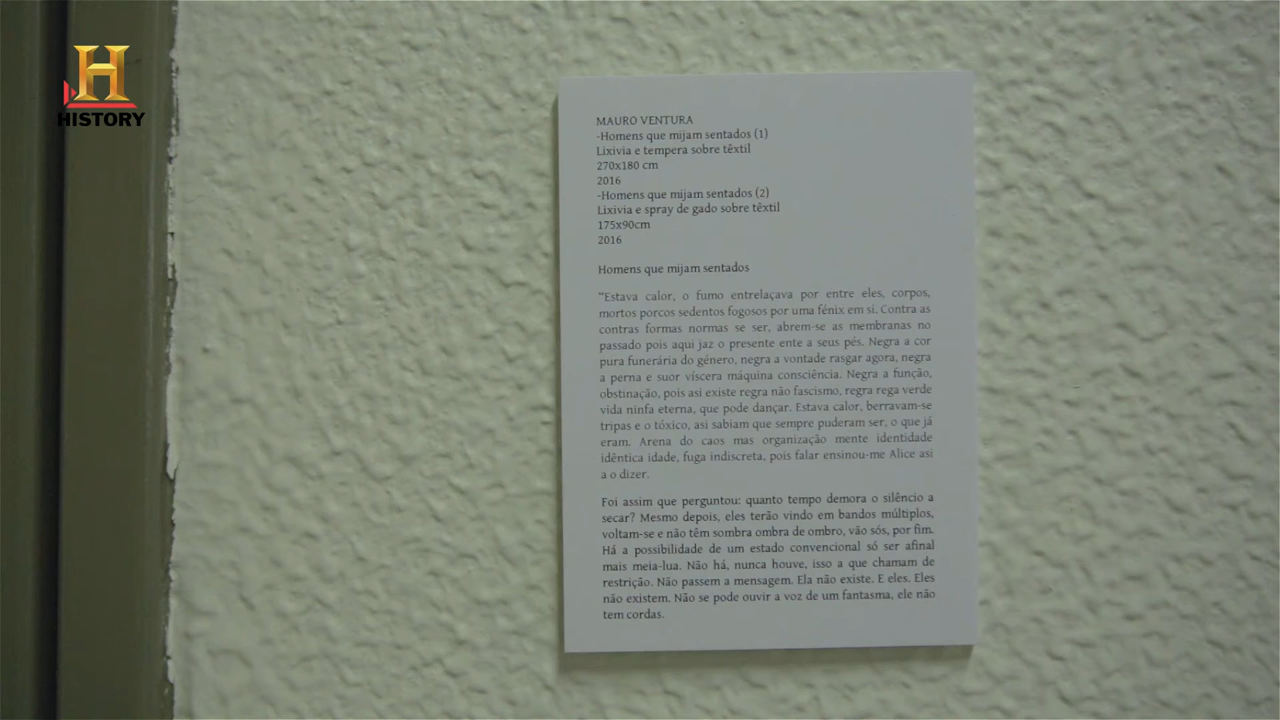 H
HISTORY
MAURO VENTURA
-Homens que mijam sentados (1)
Lixivia e tempera sobre têxtil
270x180 cm
2016
-Homens que mijam sentados (2)
Lixivia e spray de gado sobre têxtil
175x90cm
2016
Homens que mijam sentados
"Estava calor, o fumo entrelaçava por entre eles, corpos,
mortos porcos sedentos fogosos por uma fénix em si. Contra as
contras formas normas se ser, abrem-se as membranas no
passado pois aqui jaz o presente ente a seus pés. Negra a cor
pura funerária do género, negra a vontade rasgar agora, negra
a perna e suor víscera máquina consciência. Negra a função,
obstinação, pois asi existe regra não fascismo, regra rega verde
vida ninfa eterna, que pode dançar. Estava calor, berravam-se
tripas e o tóxico, asi sabiam que sempre puderam ser, o que já
eram. Arena do caos mas organização mente identidade
idêntica idade, fuga indiscreta, pois falar ensinou-me Alice asi
a o dizer.
Foi assim que perguntou: quanto tempo demora o silêncio a
secar? Mesmo depois, eles terão vindo em bandos múltiplos,
voltam-se e não têm sombra ombra de ombro, vão sós, por fim.
Há a possibilidade de um estado convencional só ser afinal
mais meia-lua. Não há, nunca houve, isso a que chamam de
restrição. Não passem a mensagem. Ela não existe. E eles. Eles
não existem. Não se pode ouvir a voz de um fantasma, ele não
tem cordas.